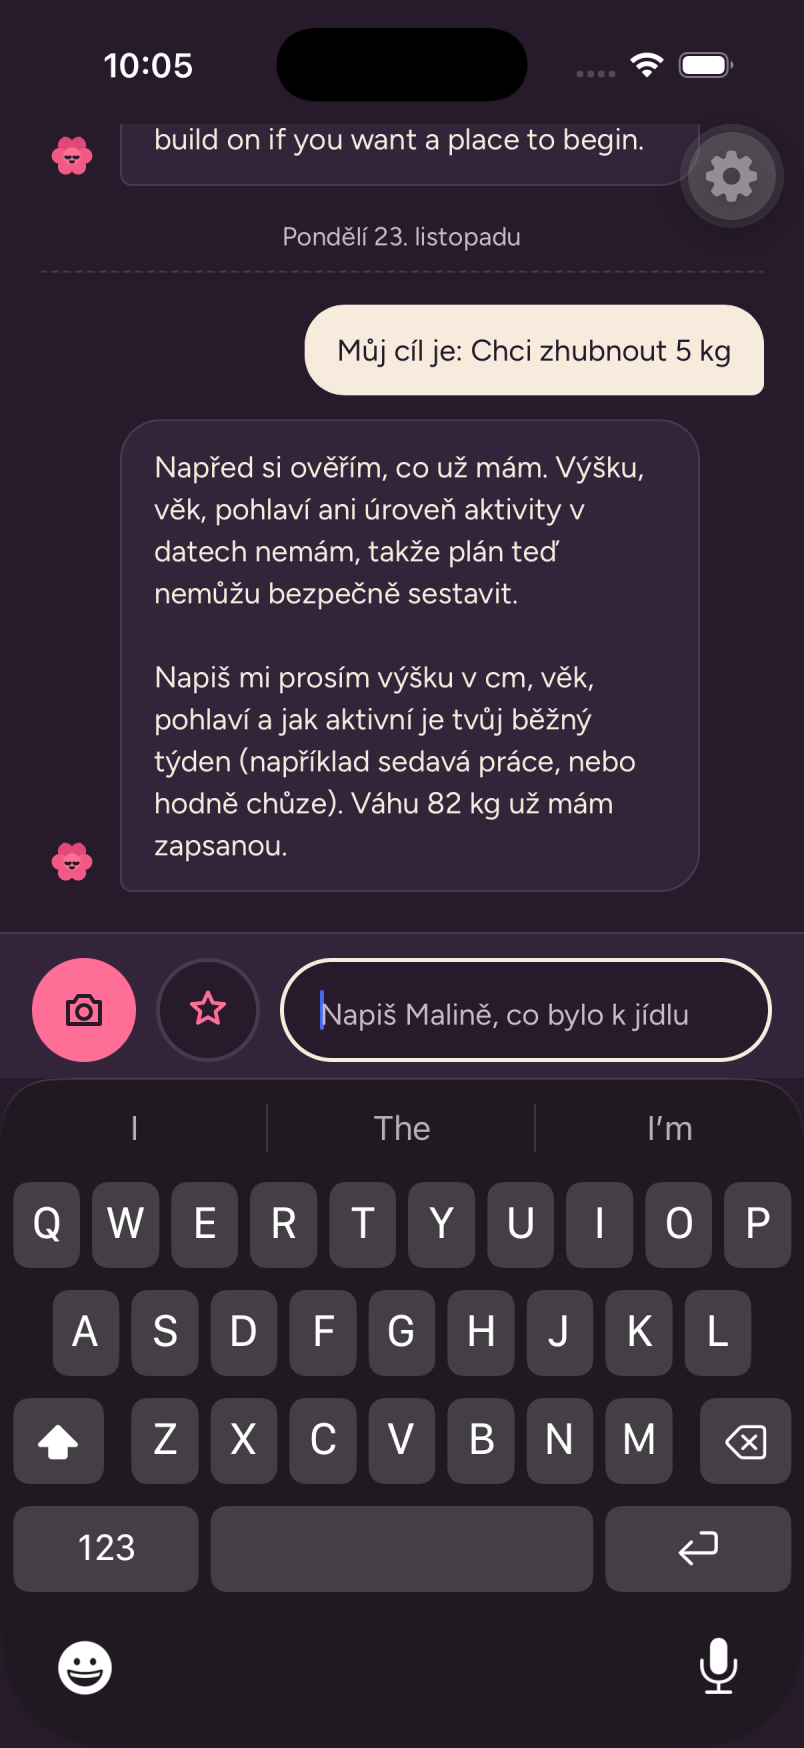 10:05
build on if you want a place to begin.
Pondělí 23. listopadu
Můj cíl je: Chci zhubnout 5 kg
Napřed si ověřím, co už mám. Výšku,
věk, pohlaví ani úroveň aktivity v
datech nemám, takže plán teď
nemůžu bezpečně sestavit.
Napiš mi prosím výšku v cm, věk,
pohlaví a jak aktivní je tvůj běžný
týden (například sedavá práce, nebo
hodně chůze). Váhu 82 kg už mám
zapsanou.
Napiš Malině, co bylo k jídlu
I The I'm
Q W E R T Y U I O P
A S D F G H J K L
Z X C V B N M
123